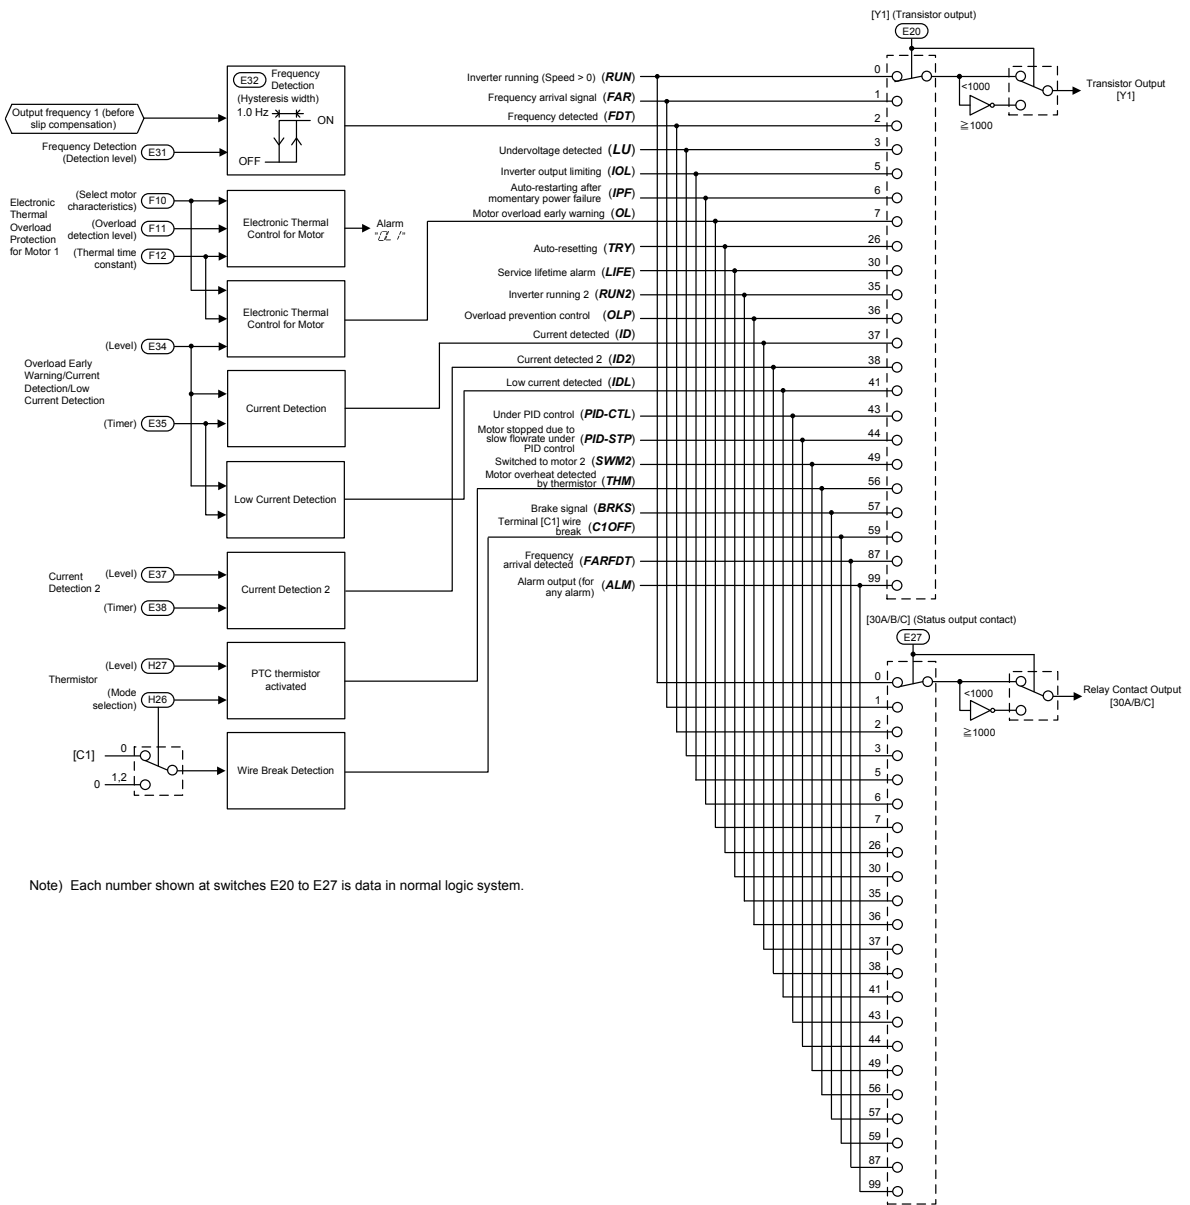 [Y1] (Transistor output)
E20
Output frequency 1 (before
slip compensation)
Frequency Detection
(Detection level)
E31
E32
Frequency
Detection
(Hysteresis width)
1.0 Hz
ON
OFF
Electronic
Thermal
Overload
Protection
for Motor 1
(Select motor
characteristics)
F10
(Overload
detection level)
F11
(Thermal time
constant)
F12
Electronic Thermal
Control for Motor
Alarm
Electronic Thermal
Control for Motor
Overload Early
Warning/Current
Detection/Low
Current Detection
(Level)
E34
(Timer)
E35
Current Detection
Low Current Detection
Current
Detection 2
(Level)
E37
(Timer)
E38
Current Detection 2
Thermistor
(Level)
H27
(Mode
selection)
H26
PTC thermistor
activated
[C1]
0
0
1,2
Wire Break Detection
Inverter running (Speed > 0) (RUN)
Frequency arrival signal (FAR)
Frequency detected (FDT)
Undervoltage detected (LU)
Inverter output limiting (IOL)
Auto-restarting after
momentary power failure (IPF)
Motor overload early warning (OL)
Auto-resetting (TRY)
Service lifetime alarm (LIFE)
Inverter running 2 (RUN2)
Overload prevention control (OLP)
Current detected (ID)
Current detected 2 (ID2)
Low current detected (IDL)
Under PID control (PID-CTL)
Motor stopped due to
slow flowrate under
PID control
(PID-STP)
Switched to motor 2 (SWM2)
Motor overheat detected
by thermistor (THM)
Brake signal (BRKS)
Terminal [C1] wire
break (C1OFF)
Frequency
arrival detected (FARFDT)
Alarm output (for
any alarm) (ALM)
0
1
2
3
5
6
7
26
30
35
36
37
38
41
43
44
49
56
57
59
87
99
<1000
≧1000
Transistor Output
[Y1]
[30A/B/C] (Status output contact)
E27
0
1
2
3
5
6
7
26
30
35
36
37
38
41
43
44
49
56
57
59
87
99
<1000
≧1000
Relay Contact Output
[30A/B/C]
Note) Each number shown at switches E20 to E27 is data in normal logic system.